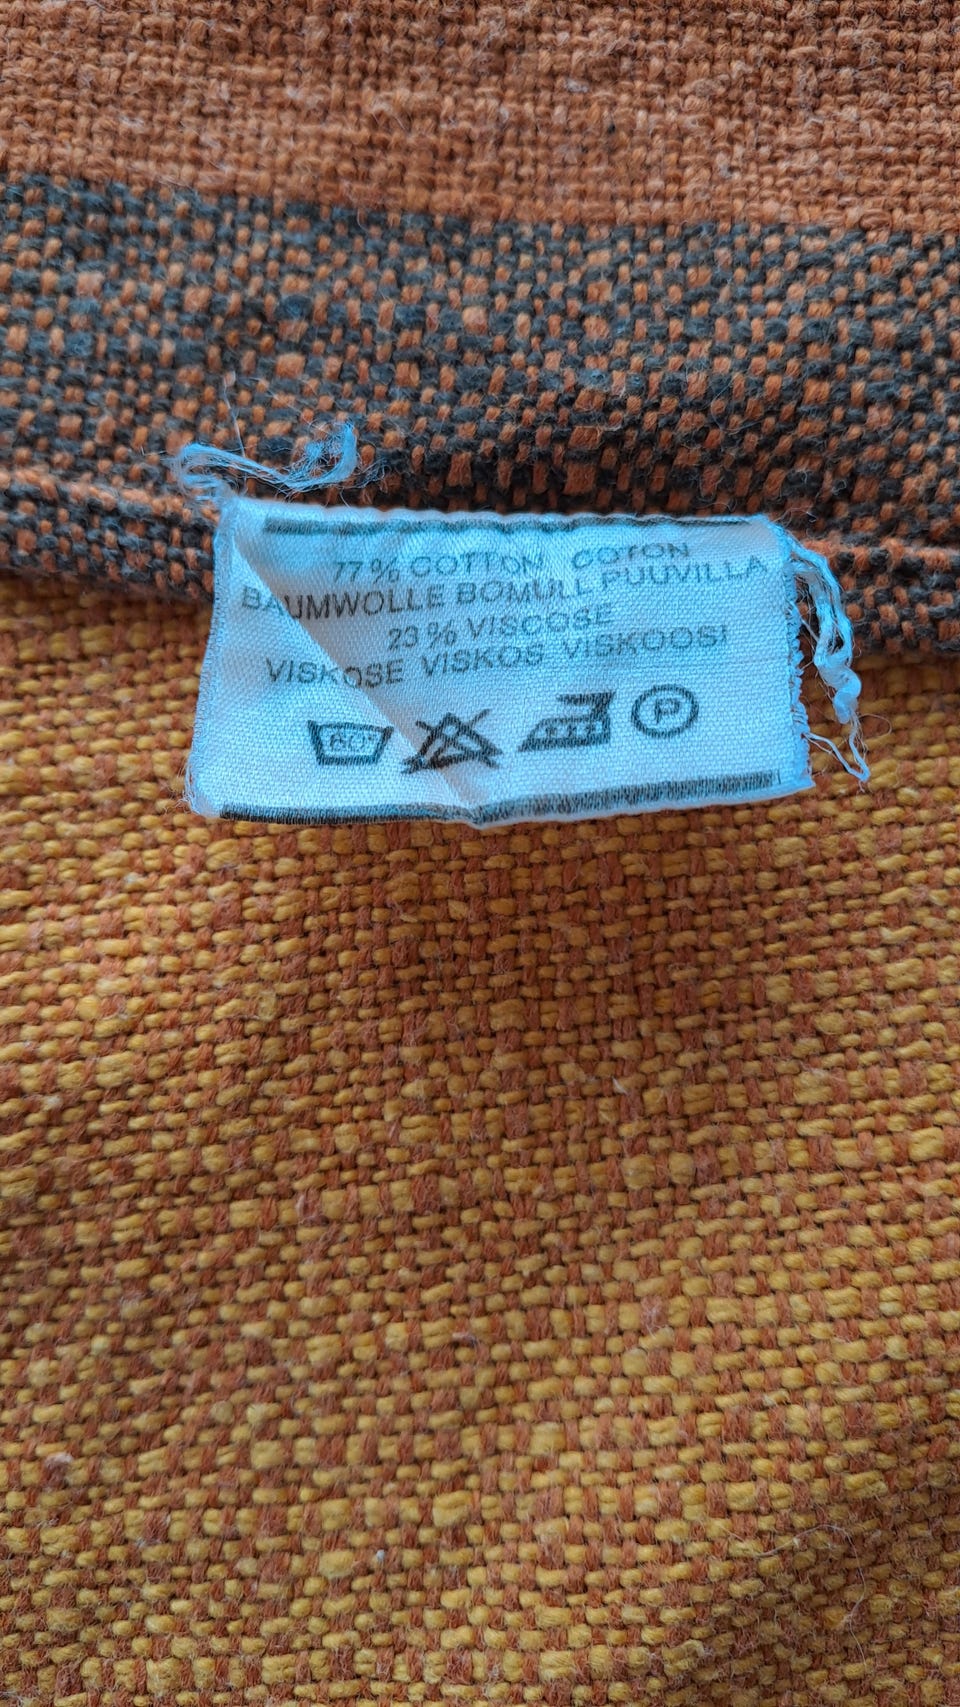 77% COTTON COTON
BAUMWOLLE BOMULL PUUVILLA
23% VISCOSE
VISKOSE VISKOS VISKOOSI
60° P